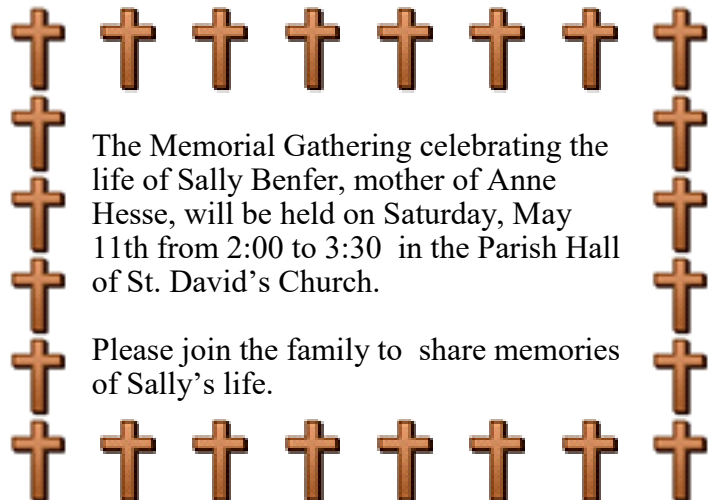 The Memorial Gathering celebrating the
life of Sally Benfer, mother of Anne
Hesse, will be held on Saturday, May
11th from 2:00 to 3:30  in the Parish Hall
of St. David’s Church.

Please join the family to  share memories
of Sally’s life.